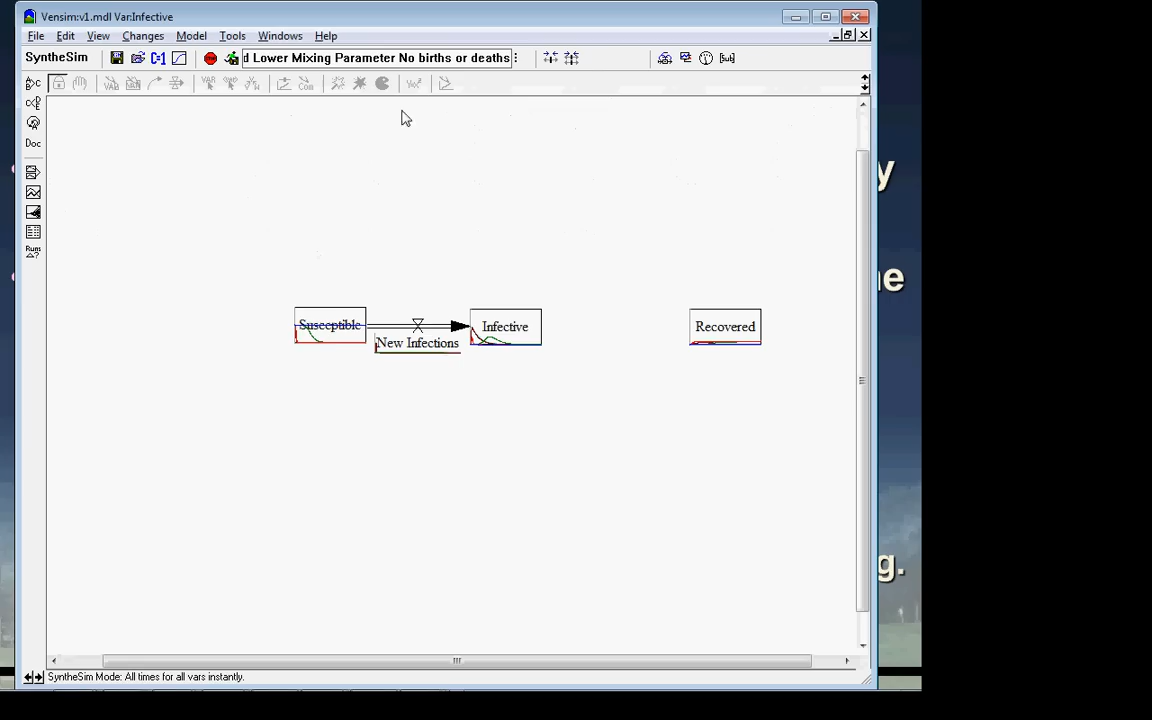 Vensim:v1.mdl Var:Infective
File Edit View Changes Model Tools Windows Help
SyntheSim d Lower Mixing Parameter No births or deaths :
Doc
Runs
Susceptible
New Infections
Infective
Recovered
SyntheSim Mode: All times for all vars instantly.
y
ne
g.